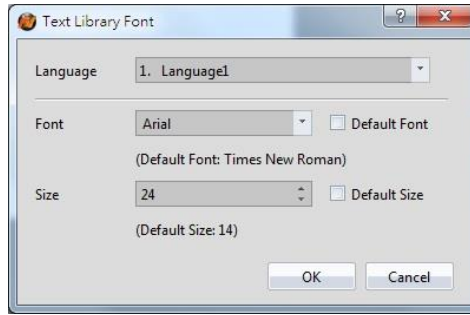 Text Library Font
Language 1. Language1
Font Arial Default Font
(Default Font: Times New Roman)
Size 24 Default Size
(Default Size: 14)
OK Cancel